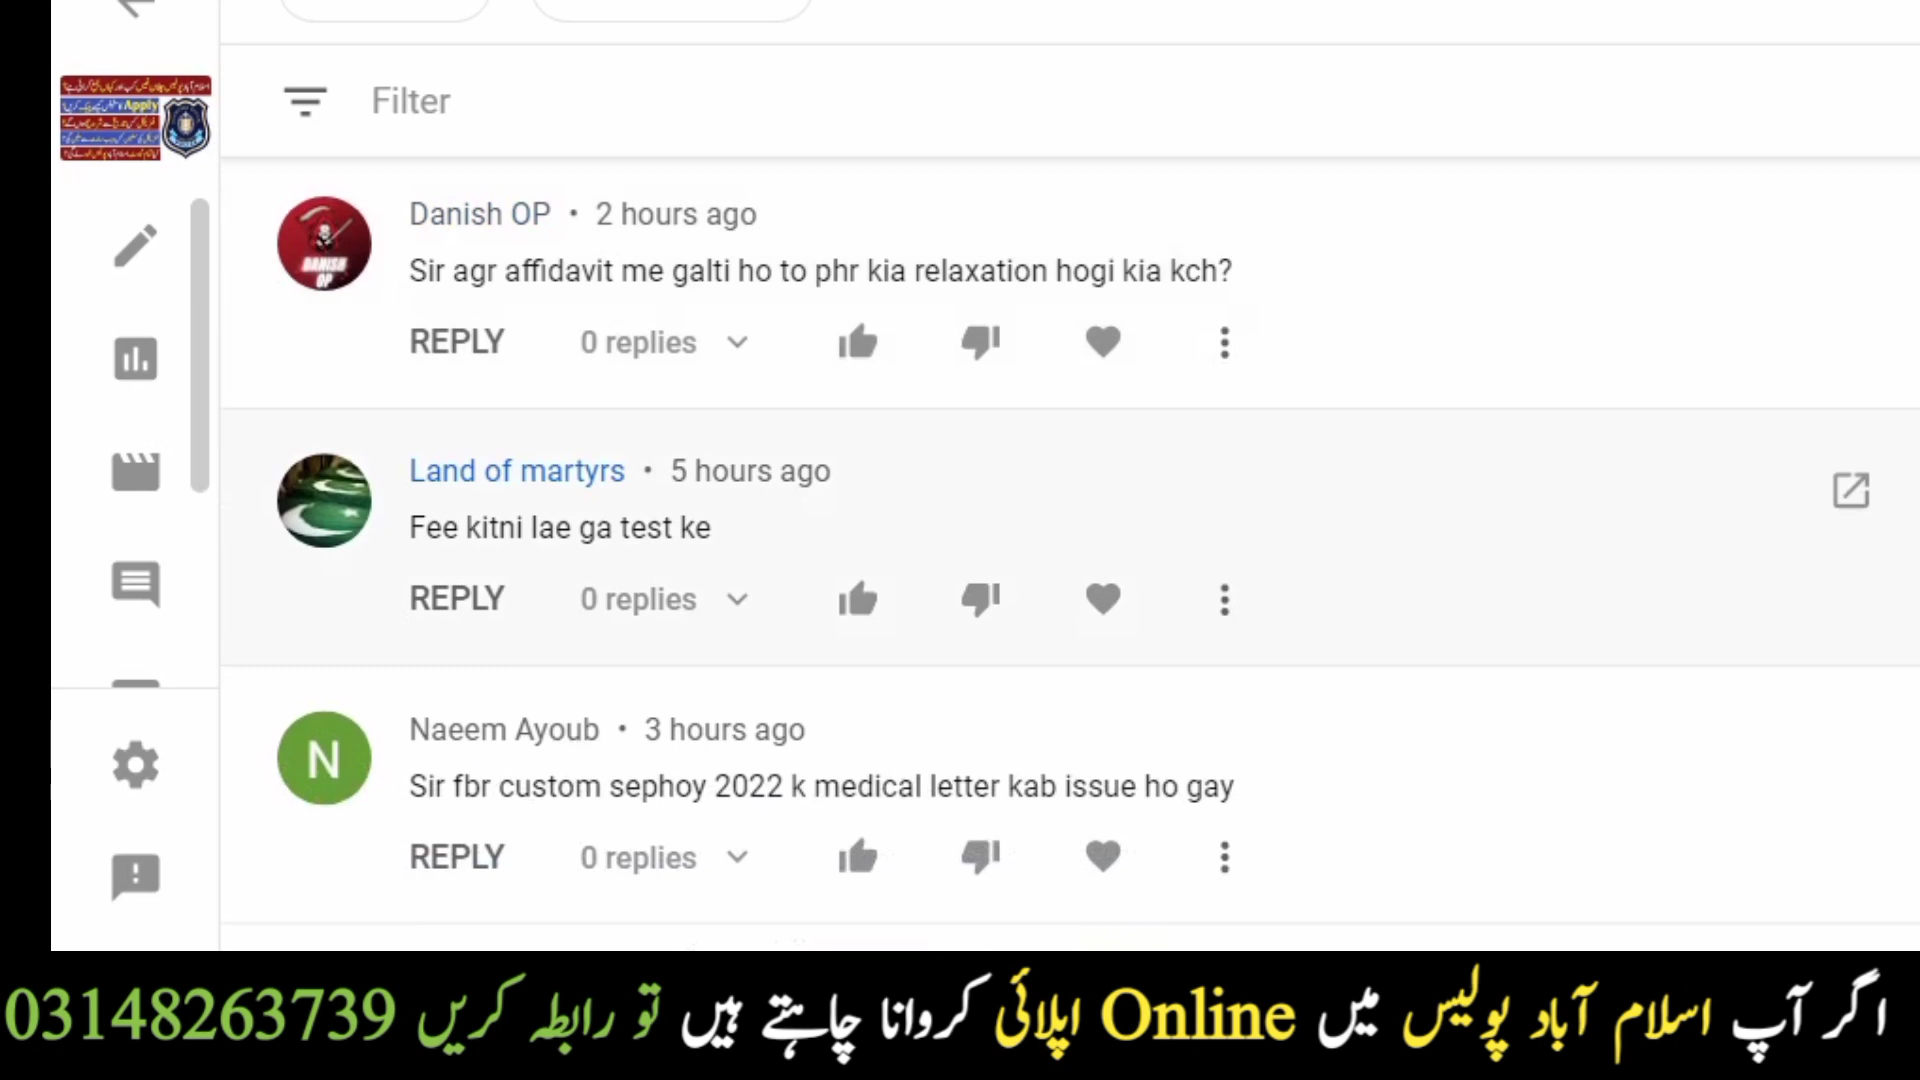 Filter
Apply
Danish OP • 2 hours ago
DANISH
OP
Sir agr affidavit me galti ho to phr kia relaxation hogi kia kch?
REPLY 0 replies
Land of martyrs • 5 hours ago
Fee kitni lae ga test ke
REPLY 0 replies
N
Naeem Ayoub • 3 hours ago
Sir fbr custom sephoy 2022 k medical letter kab issue ho gay
REPLY 0 replies
اگر آپ اسلام آباد پولیس میں Online اپلائی کروانا چاہتے ہیں تو رابطہ کریں 03148263739